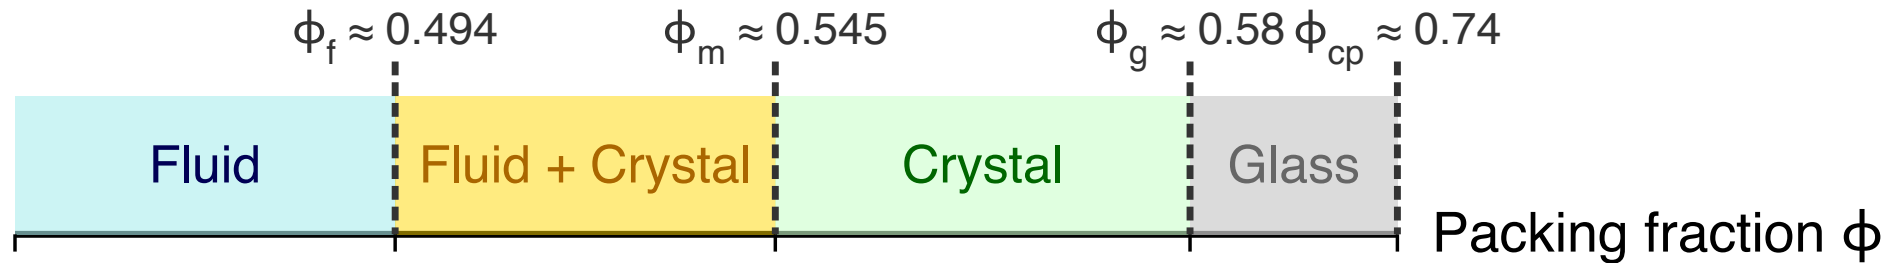 ϕf ≈ 0.494 ϕm ≈ 0.545 ϕg ≈ 0.58 ϕcp ≈ 0.74
Fluid Fluid + Crystal Crystal Glass
Packing fraction ϕ